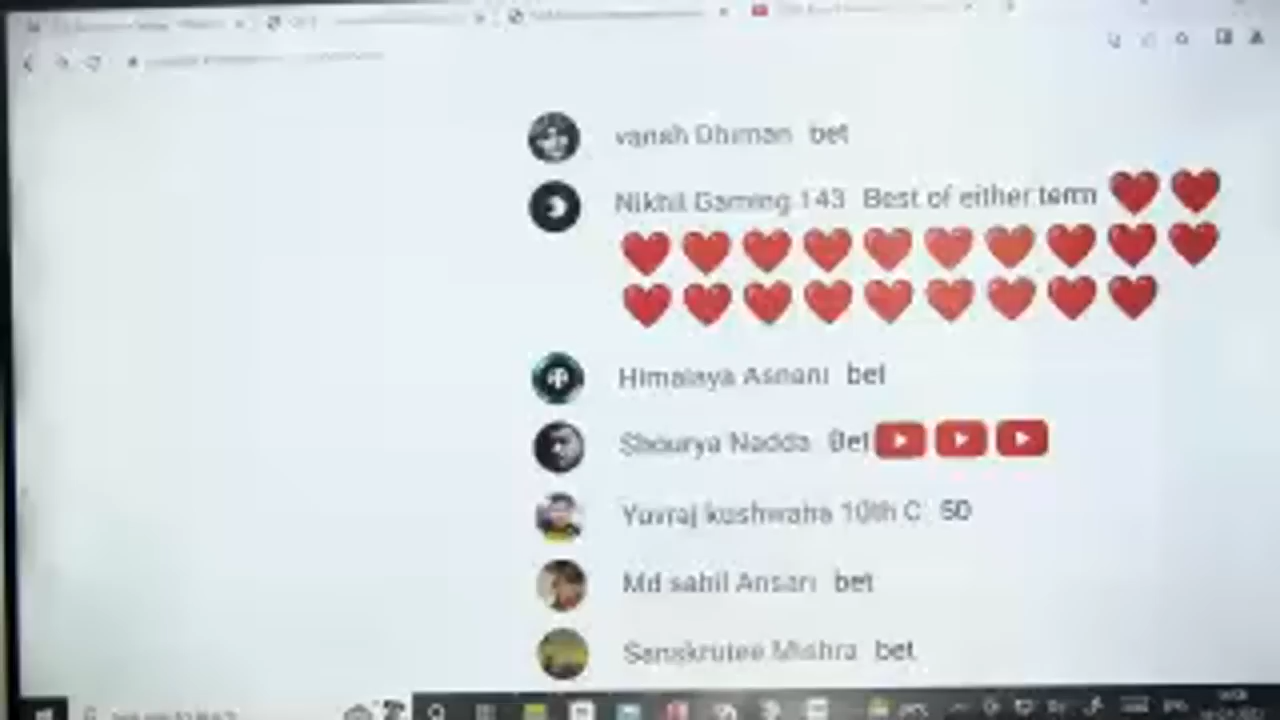 vansh Dhiman bet
Nikhil Gaming 143 Best of either term ❤️❤️
❤️❤️❤️❤️❤️❤️❤️❤️❤️❤️
❤️❤️❤️❤️❤️❤️❤️❤️❤️
Himalaya Asnani bet
Shourya Nadda Bet
Yuvraj kushwaha 10th C 50
Md sahil Ansari bet
Sanskrutee Mishra bet